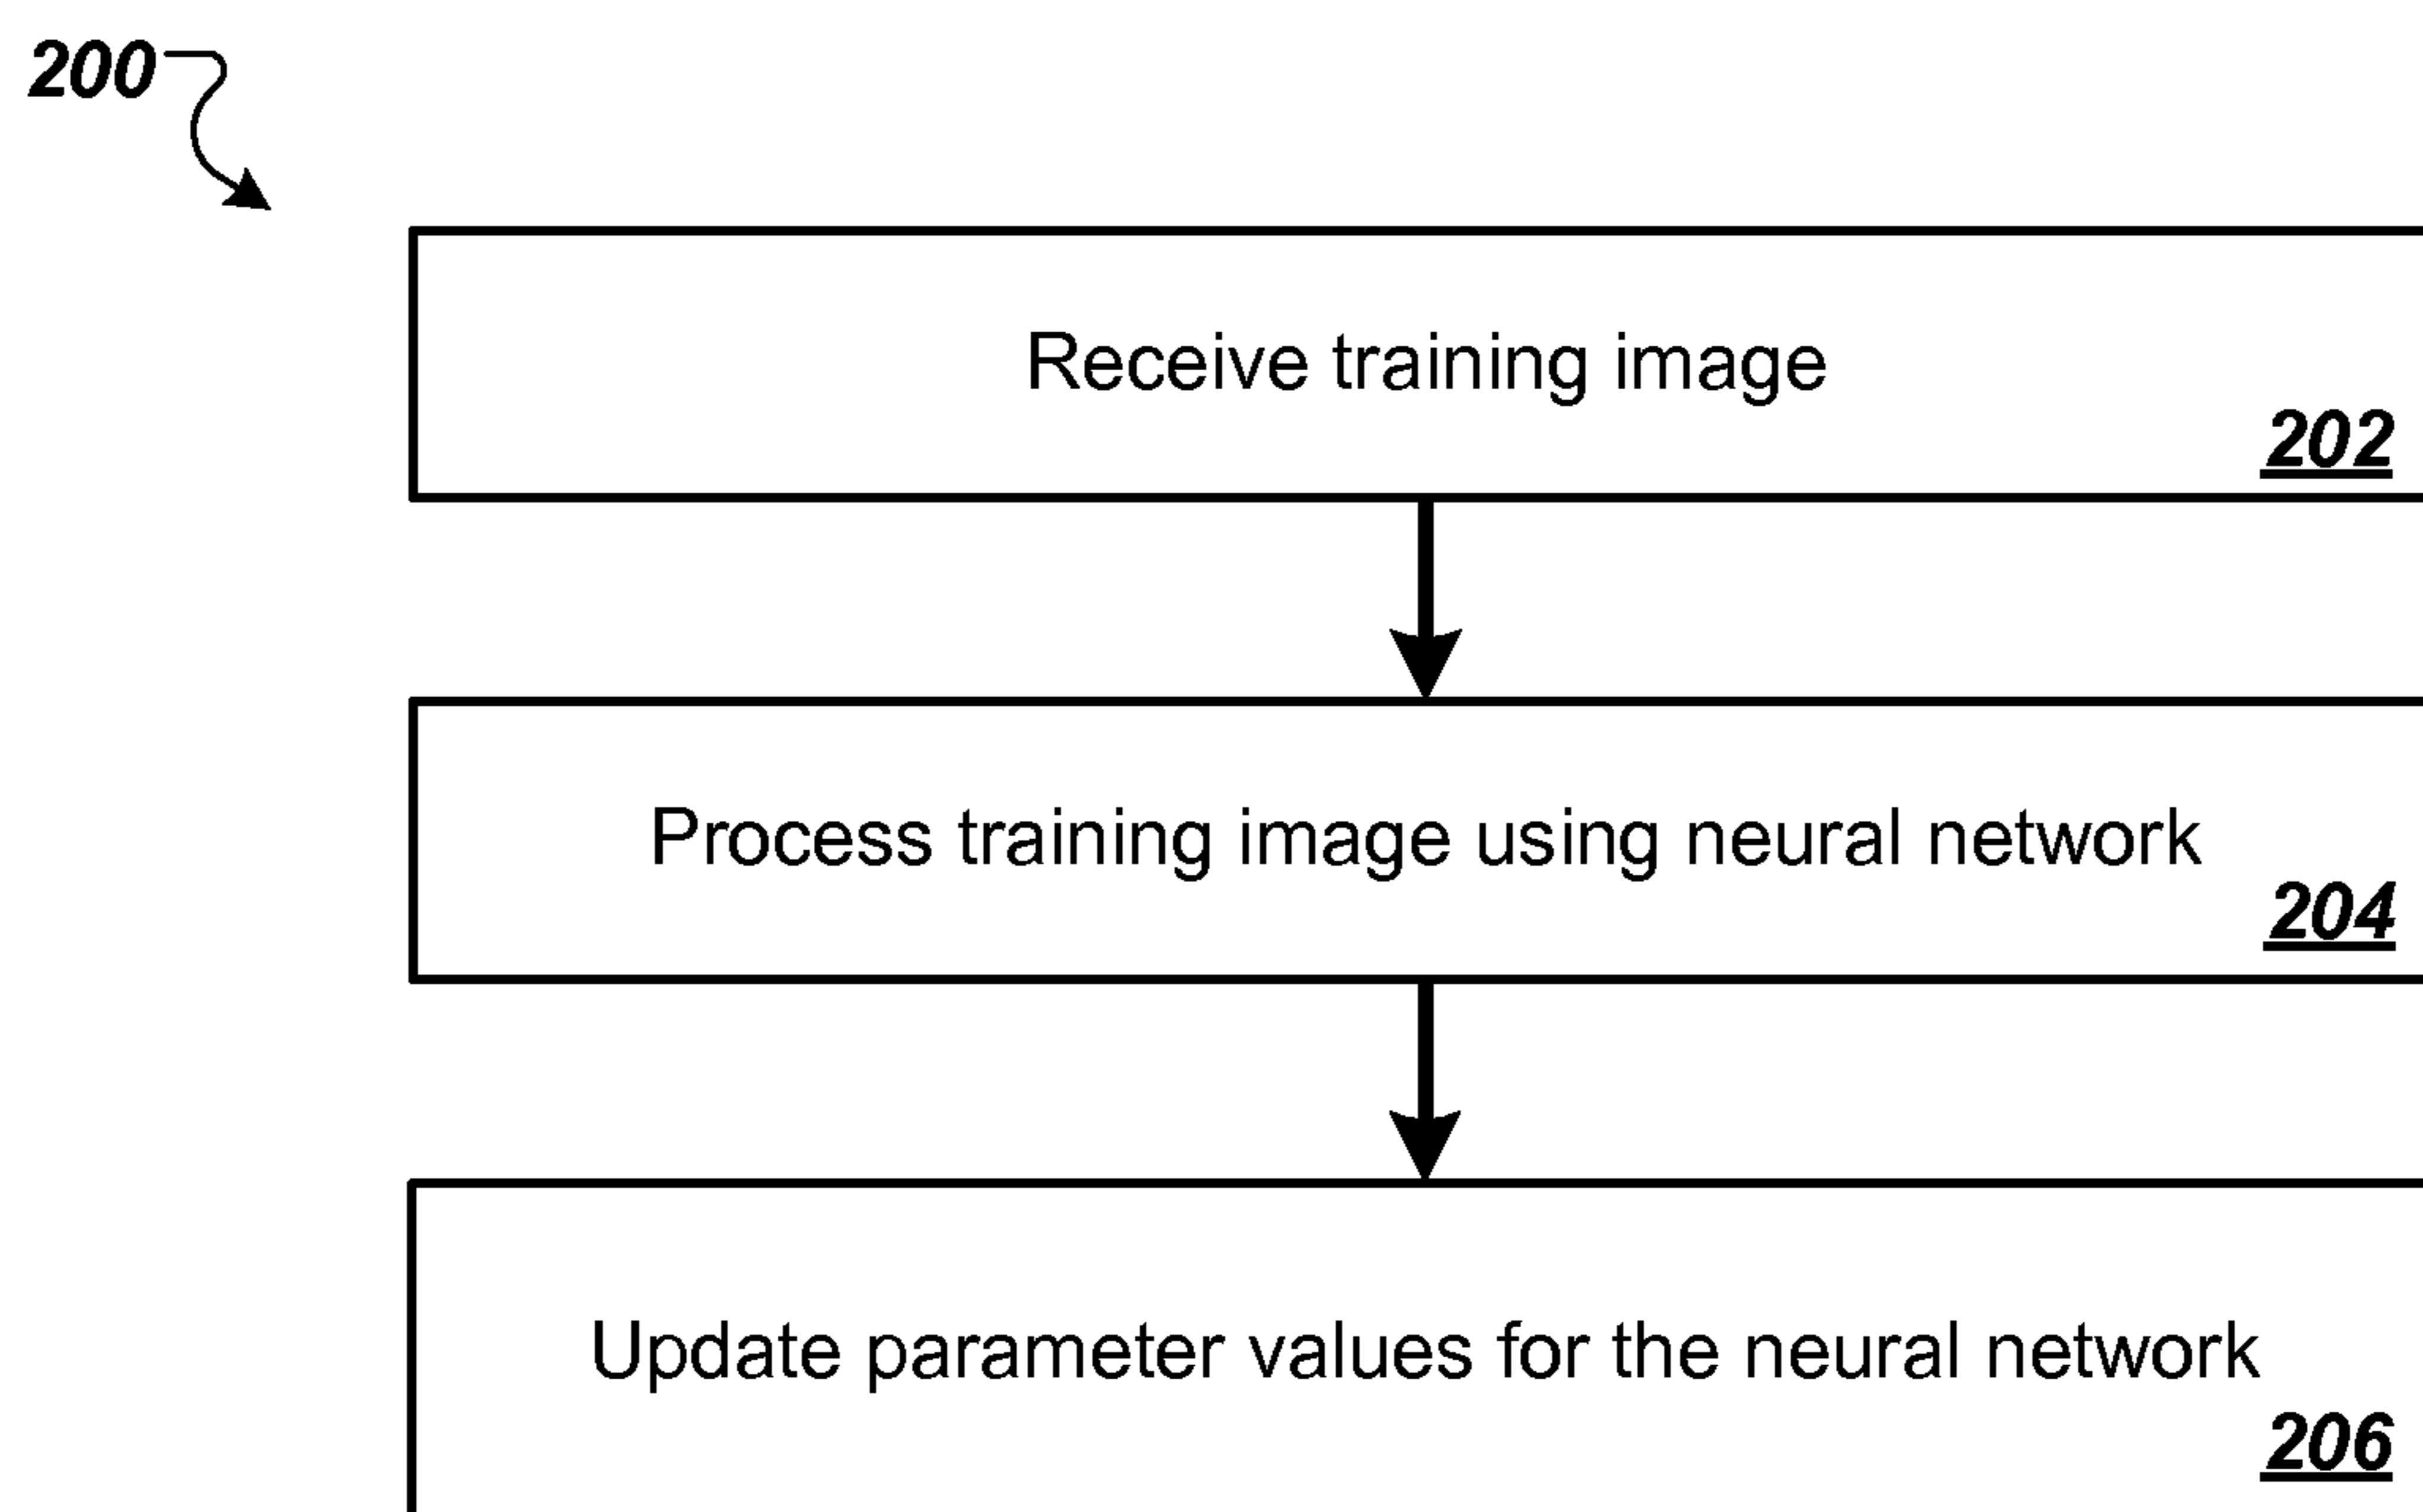 200
Receive training image
202
Process training image using neural network
204
Update parameter values for the neural network
206